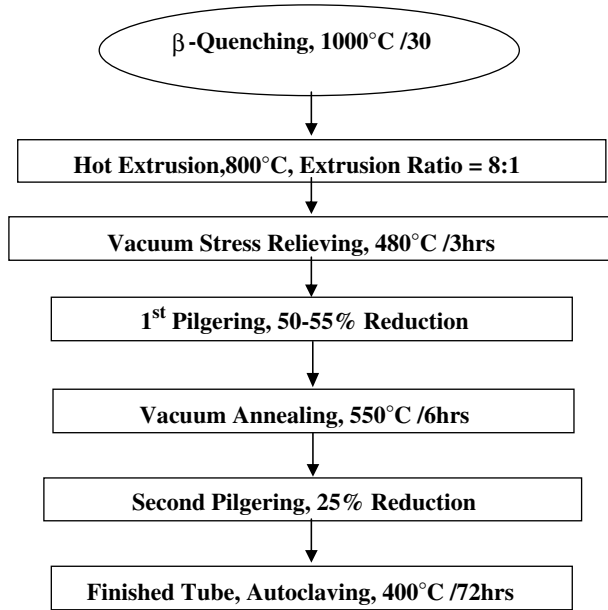 β-Quenching, 1000°C /30
Hot Extrusion,800°C, Extrusion Ratio = 8:1
Vacuum Stress Relieving, 480°C /3hrs
1st Pilgering, 50-55% Reduction
Vacuum Annealing, 550°C /6hrs
Second Pilgering, 25% Reduction
Finished Tube, Autoclaving, 400°C /72hrs